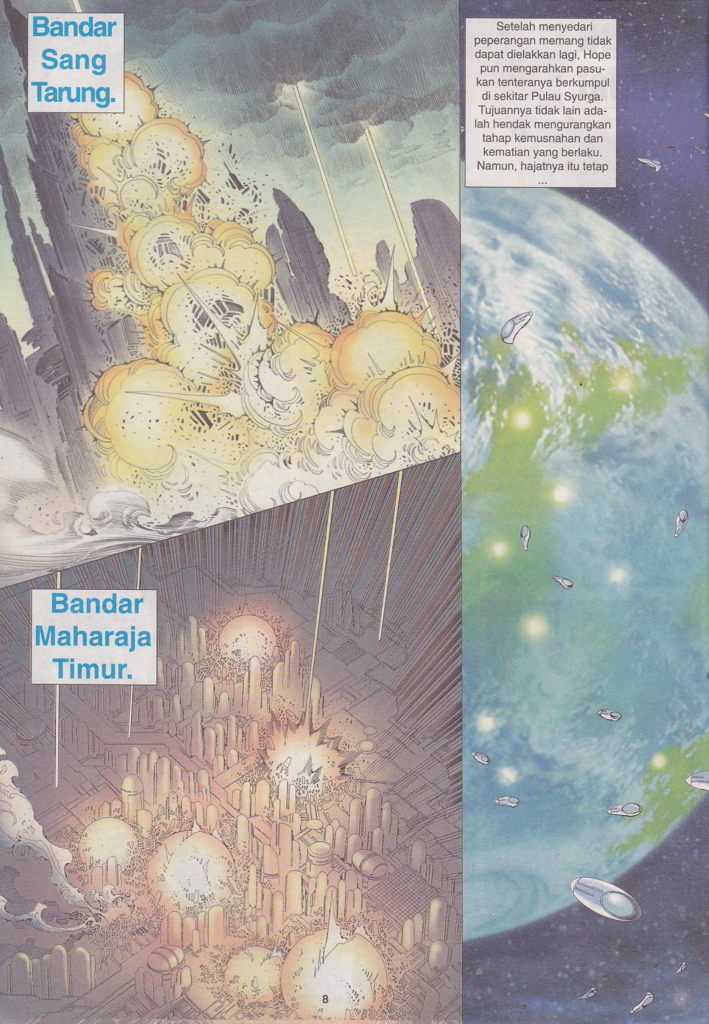 Bandar
Sang
Tarung.
Setelah menyedari
peperangan memang tidak
dapat dielakkan lagi, Hope
pun mengarahkan pasu-
kan tenteranya berkumpul
di sekitar Pulau Syurga.
Tujuannya tidak lain ada-
lah hendak mengurangkan
tahap kemusnahan dan
kematian yang berlaku.
Namun, hajatnya itu tetap
...
Bandar
Maharaja
Timur.
8